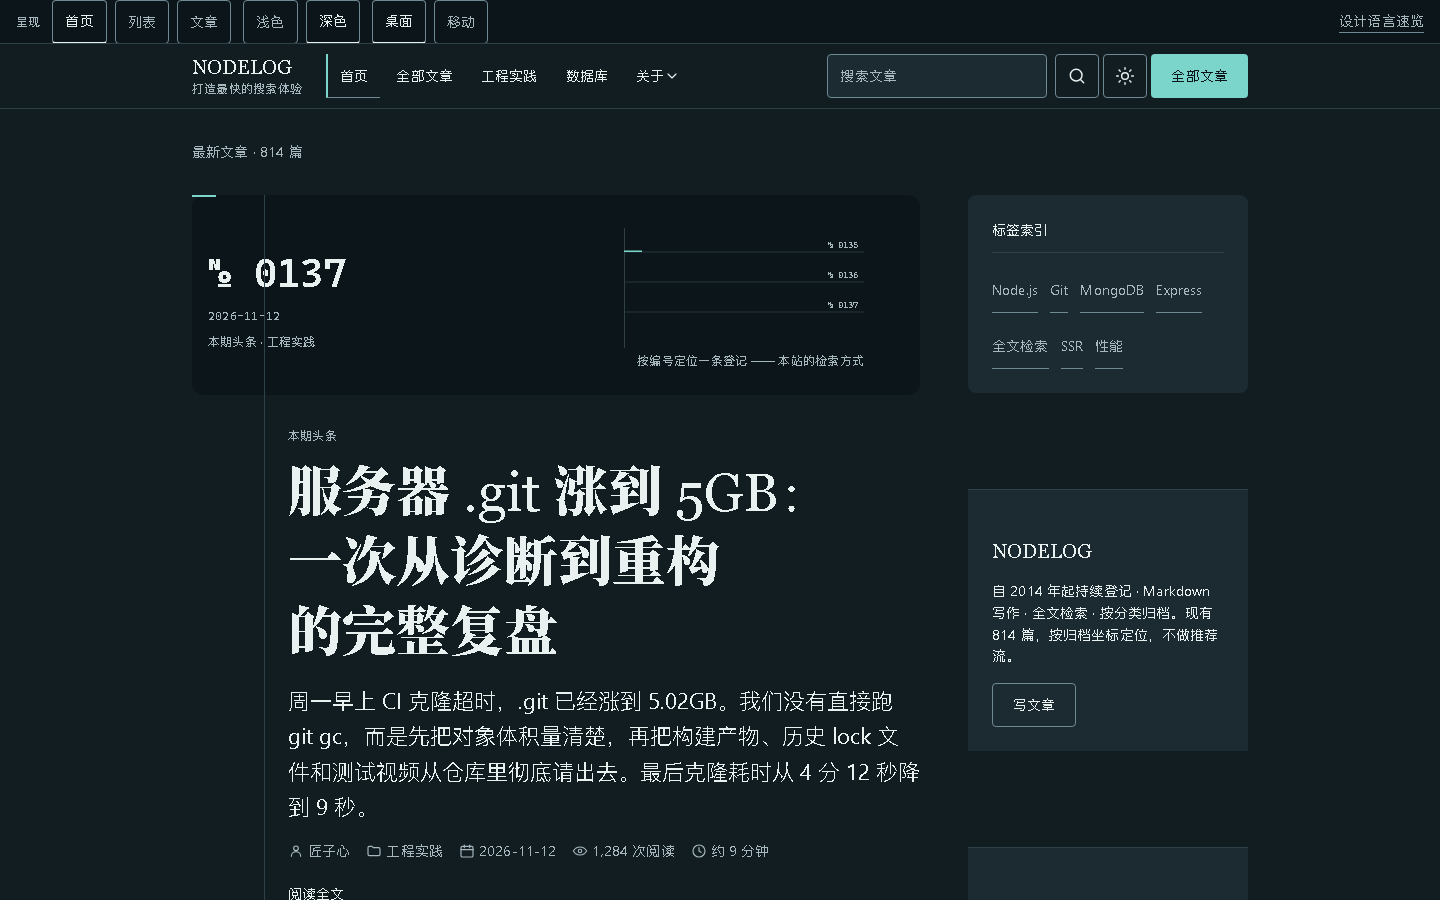 呈现 首页 列表 文章 浅色 深色 桌面 移动 设计语言速览
NODELOG
打造最快的搜索体验
首页 全部文章 工程实践 数据库 关于 搜索文章 全部文章
最新文章 · 814 篇
№ 0137
2026-11-12
本期头条 · 工程实践
№ 0135
№ 0136
№ 0137
按编号定位一条登记 —— 本站的检索方式
本期头条
服务器 .git 涨到 5GB：
一次从诊断到重构
的完整复盘
周一早上 CI 克隆超时，.git 已经涨到 5.02GB。我们没有直接跑
git gc，而是先把对象体积量清楚，再把构建产物、历史 lock 文
件和测试视频从仓库里彻底请出去。最后克隆耗时从 4 分 12 秒降
到 9 秒。
匠子心 工程实践 2026-11-12 1,284 次阅读 约 9 分钟
阅读全文
标签索引
Node.js Git MongoDB Express
全文检索 SSR 性能
NODELOG
自 2014 年起持续登记 · Markdown
写作 · 全文检索 · 按分类归档。现有
814 篇，按归档坐标定位，不做推荐
流。
写文章